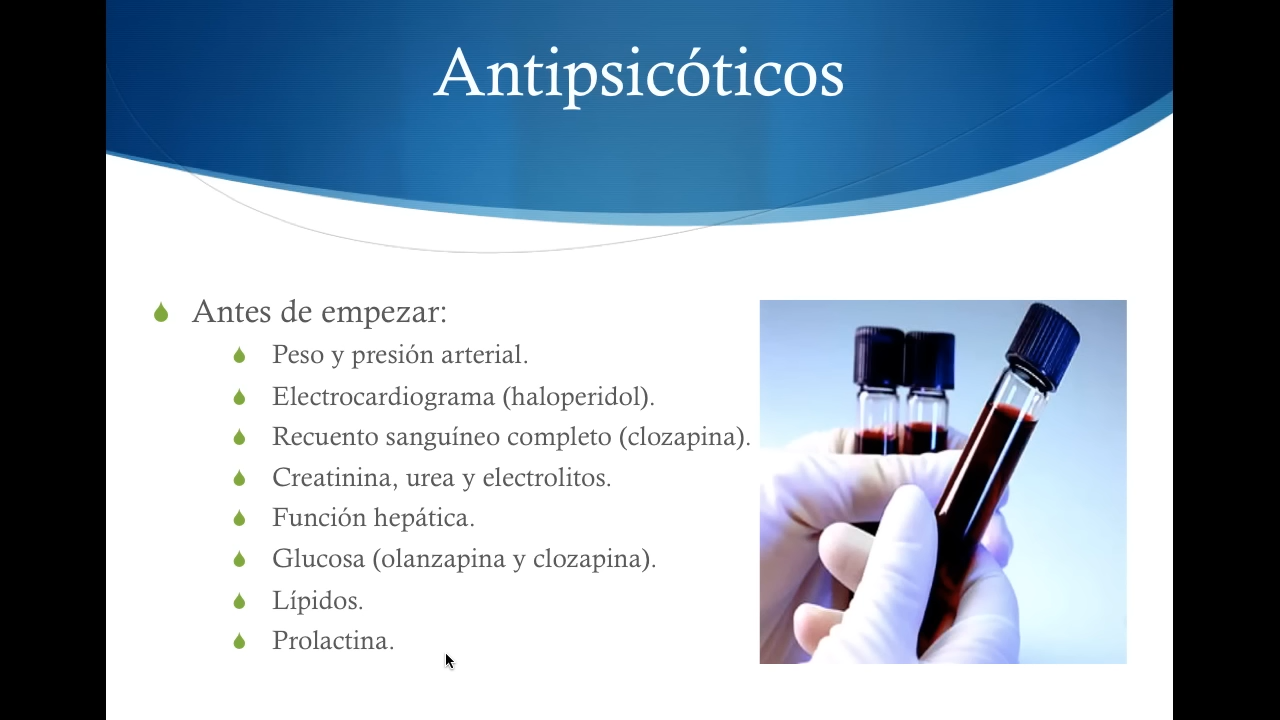 Antipsicóticos
Antes de empezar:
Peso y presión arterial.
Electrocardiograma (haloperidol).
Recuento sanguíneo completo (clozapina).
Creatinina, urea y electrolitos.
Función hepática.
Glucosa (olanzapina y clozapina).
Lípidos.
Prolactina.